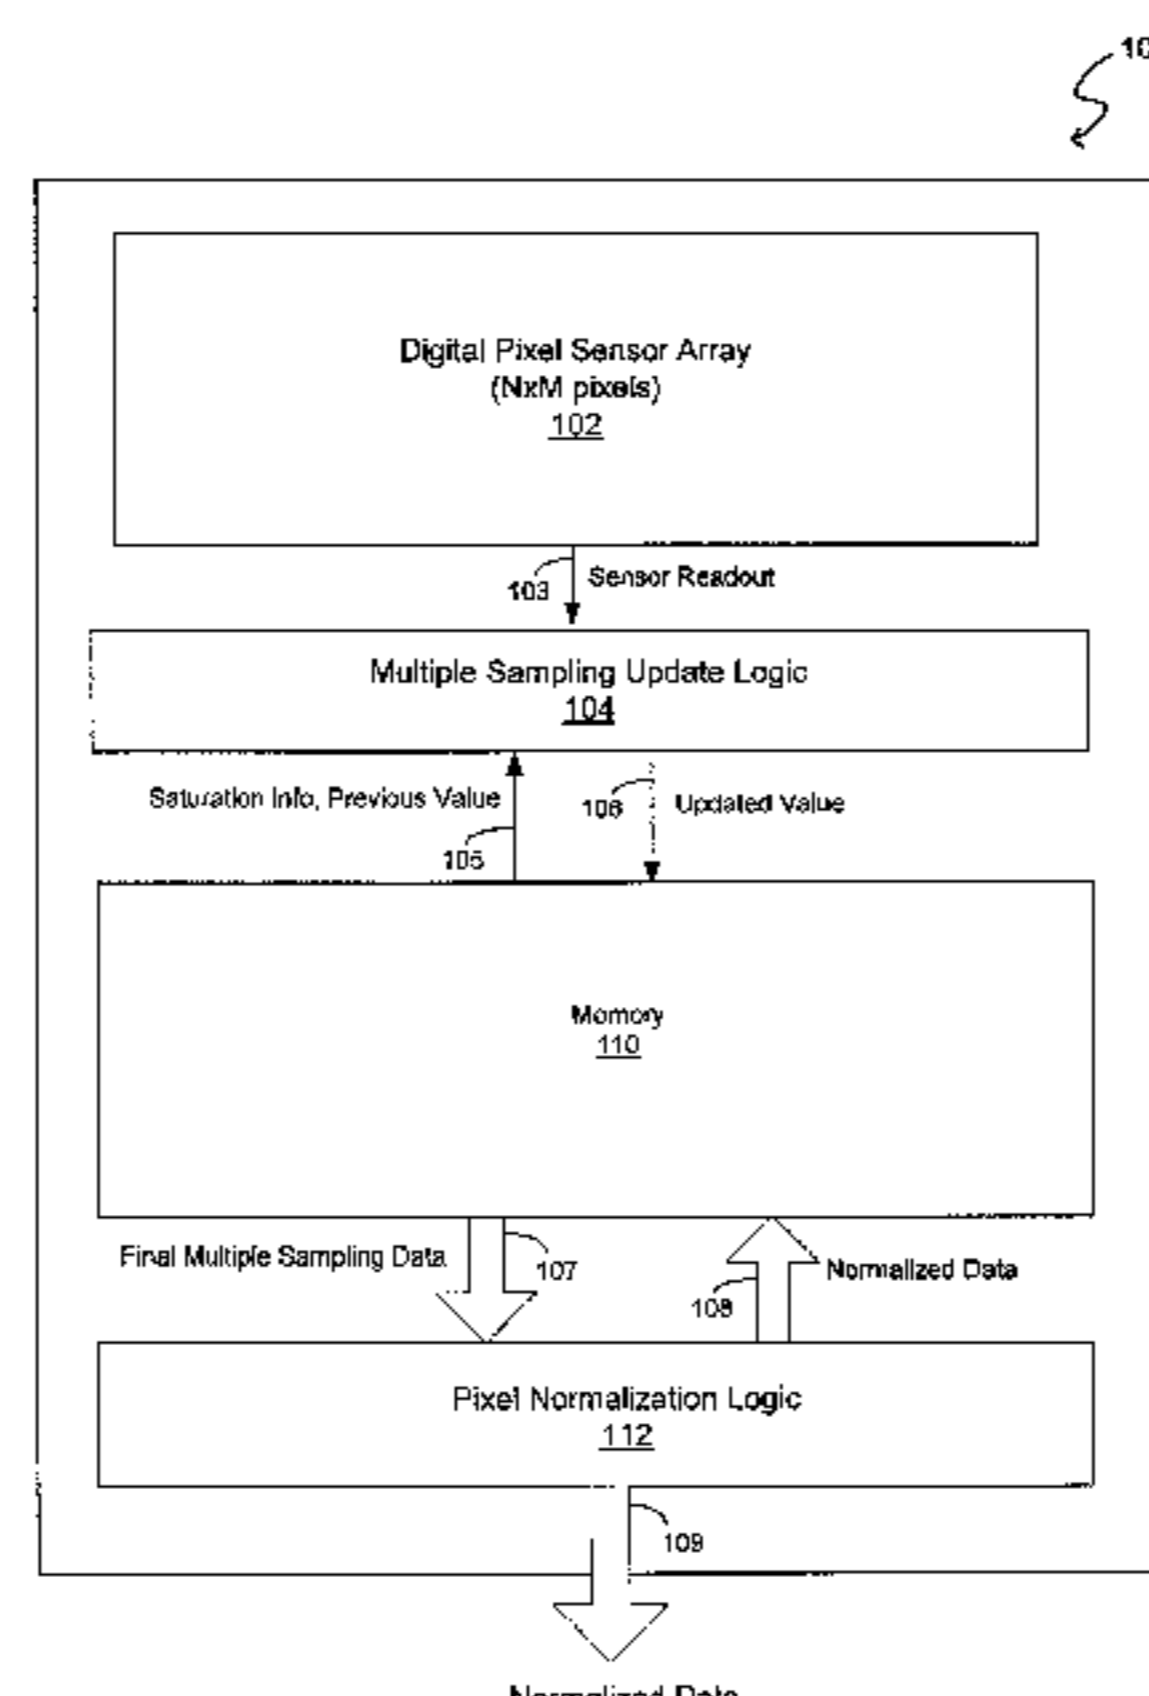 Digital Pixel Sensor Array
(NxM pixels)
102
103
Sensor Readout
Multiple Sampling Update Logic
104
Saturation Info, Previous Value
105
106
Updated Value
Memory
110
Final Multiple Sampling Data
107
108
Normalized Data
Pixel Normalization Logic
112
109
Normalized Data